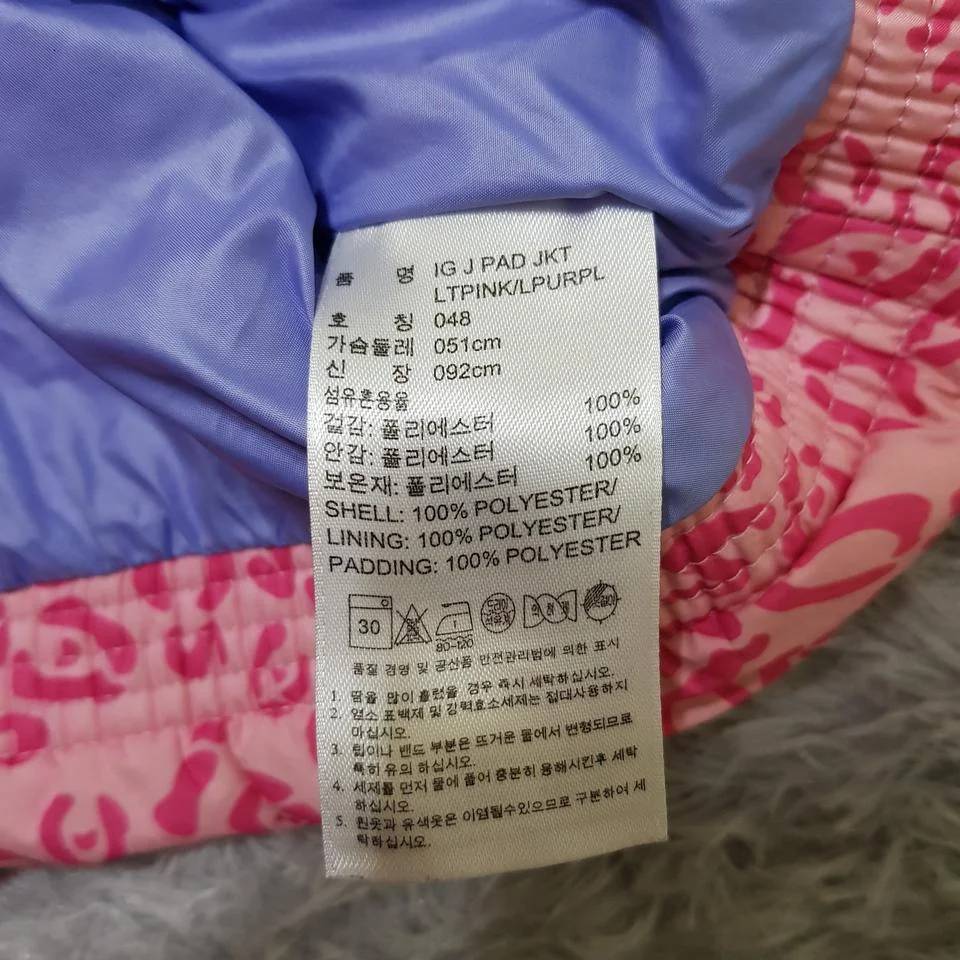 품 명 IG J PAD JKT
LTPINK/LPURPL
호 칭 048
가슴둘레 051cm
신 장 092cm
섬유혼용율
겉감: 폴리에스터 100%
안감: 폴리에스터 100%
보온재: 폴리에스터 100%
SHELL: 100% POLYESTER/
LINING: 100% POLYESTER/
PADDING: 100% POLYESTER
30
80-120
품질 경영 및 공산품 안전관리법에 의한 표시
1. 땀을 많이 흘렸을 경우 즉시 세탁하십시오.
2. 염소 표백제 및 강력효소세제는 절대사용하지
마십시오.
3. 립이나 밴드 부분은 뜨거운 물에서 변형되므로
특히 유의 하십시오.
4. 세제를 먼저 물에 풀어 충분히 용해시킨후 세탁
하십시오.
5. 흰옷과 유색옷은 이염될수있으므로 구분하여 세
탁하십시오.